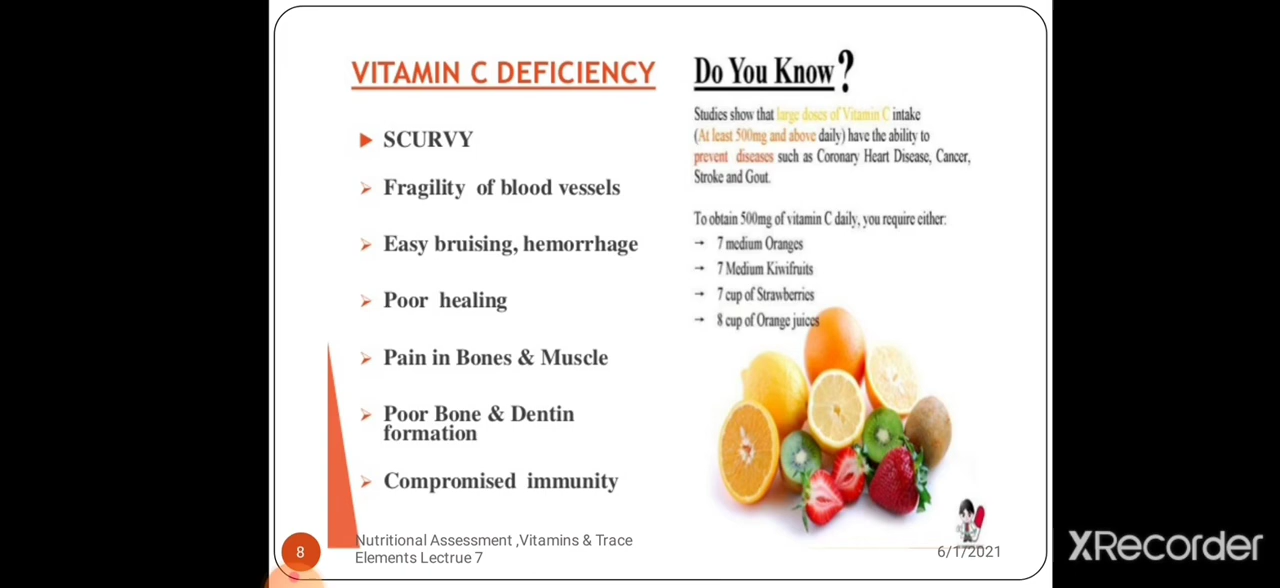 VITAMIN C DEFICIENCY
SCURVY
Fragility of blood vessels
Easy bruising, hemorrhage
Poor healing
Pain in Bones & Muscle
Poor Bone & Dentin
formation
Compromised immunity
Do You Know?
Studies show that large doses of Vitamin C intake
(At least 500mg and above daily) have the ability to
prevent diseases such as Coronary Heart Disease, Cancer,
Stroke and Gout.
To obtain 500mg of vitamin C daily, you require either:
→ 7 medium Oranges
→ 7 Medium Kiwifruits
→ 7 cup of Strawberries
→ 8 cup of Orange juices
8
Nutritional Assessment ,Vitamins & Trace
Elements Lectrue 7
6/1/2021
XRecorder